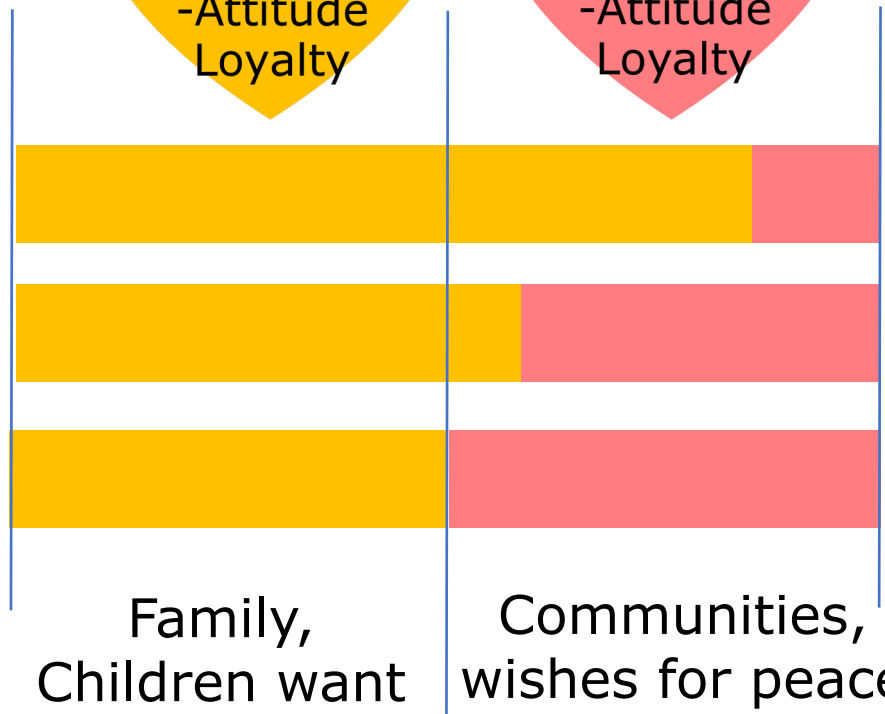 -Attitude
Loyalty
-Attitude
Loyalty
Family,
Children want
Communities,
wishes for peace